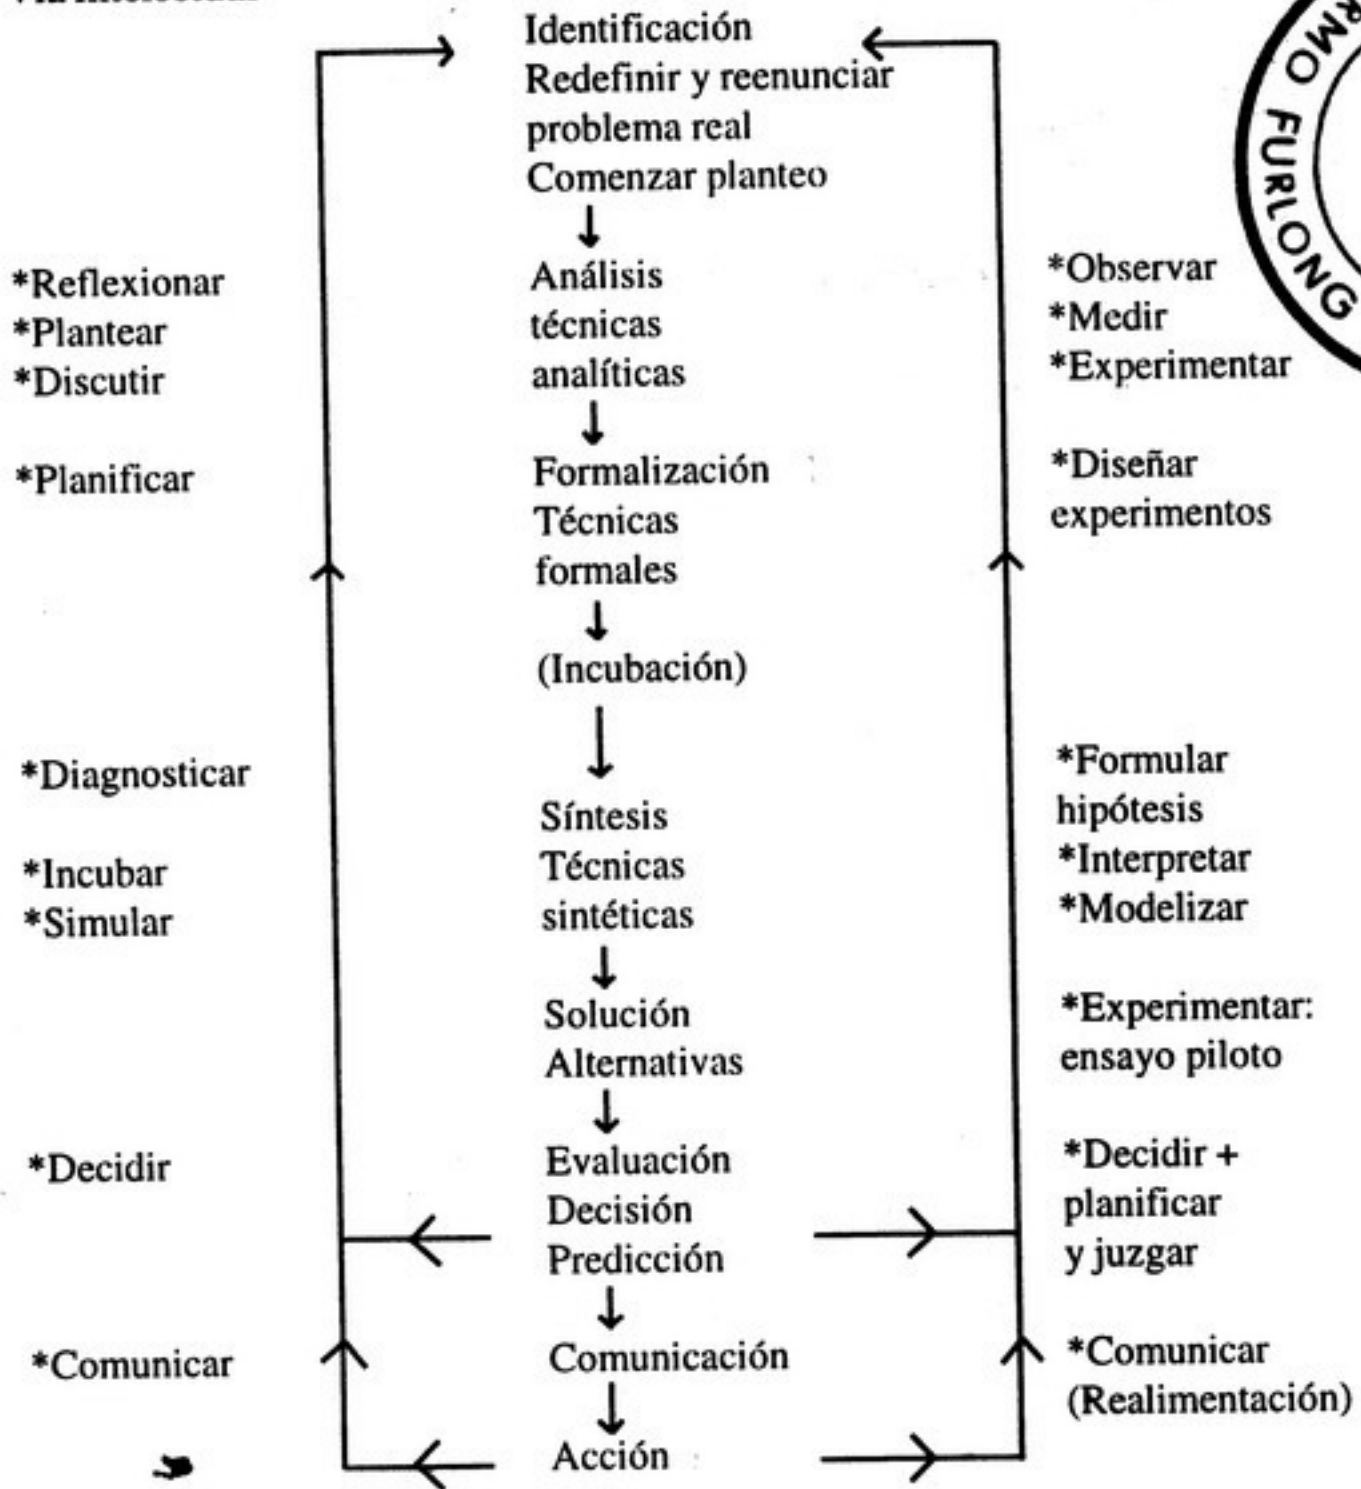 Identificación
Redefinir y reenunciar
problema real
Comenzar planteo
*Reflexionar
*Plantear
*Discutir
*Planificar
*Diagnosticar
*Incubar
*Simular
*Decidir
*Comunicar
Análisis
técnicas
analíticas
Formalización
Técnicas
formales
(Incubación)
Síntesis
Técnicas
sintéticas
Solución
Alternativas
Evaluación
Decisión
Predicción
Comunicación
Acción
*Observar
*Medir
*Experimentar
*Diseñar
experimentos
*Formular
hipótesis
*Interpretar
*Modelizar
*Experimentar:
ensayo piloto
*Decidir +
planificar
y juzgar
*Comunicar
(Realimentación)
FURLONG